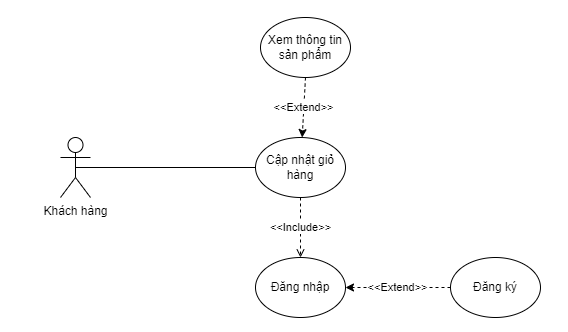 Xem thông tin
sản phẩm
<<Extend>>
Cập nhật giỏ
hàng
Khách hàng
<<Include>>
Đăng nhập
<<Extend>>
Đăng ký